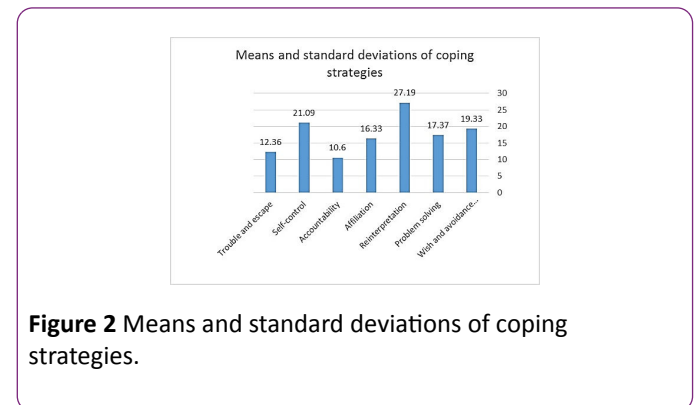 Means and standard deviations of coping
strategies
30
25
20
15
10
5
0
12.36
21.09
10.6
16.33
27.19
17.37
19.33
Trouble and escape
Self-control
Accountability
Affiliation
Reinterpretation
Problem solving
Wish and avoidance...
Figure 2 Means and standard deviations of coping
strategies.